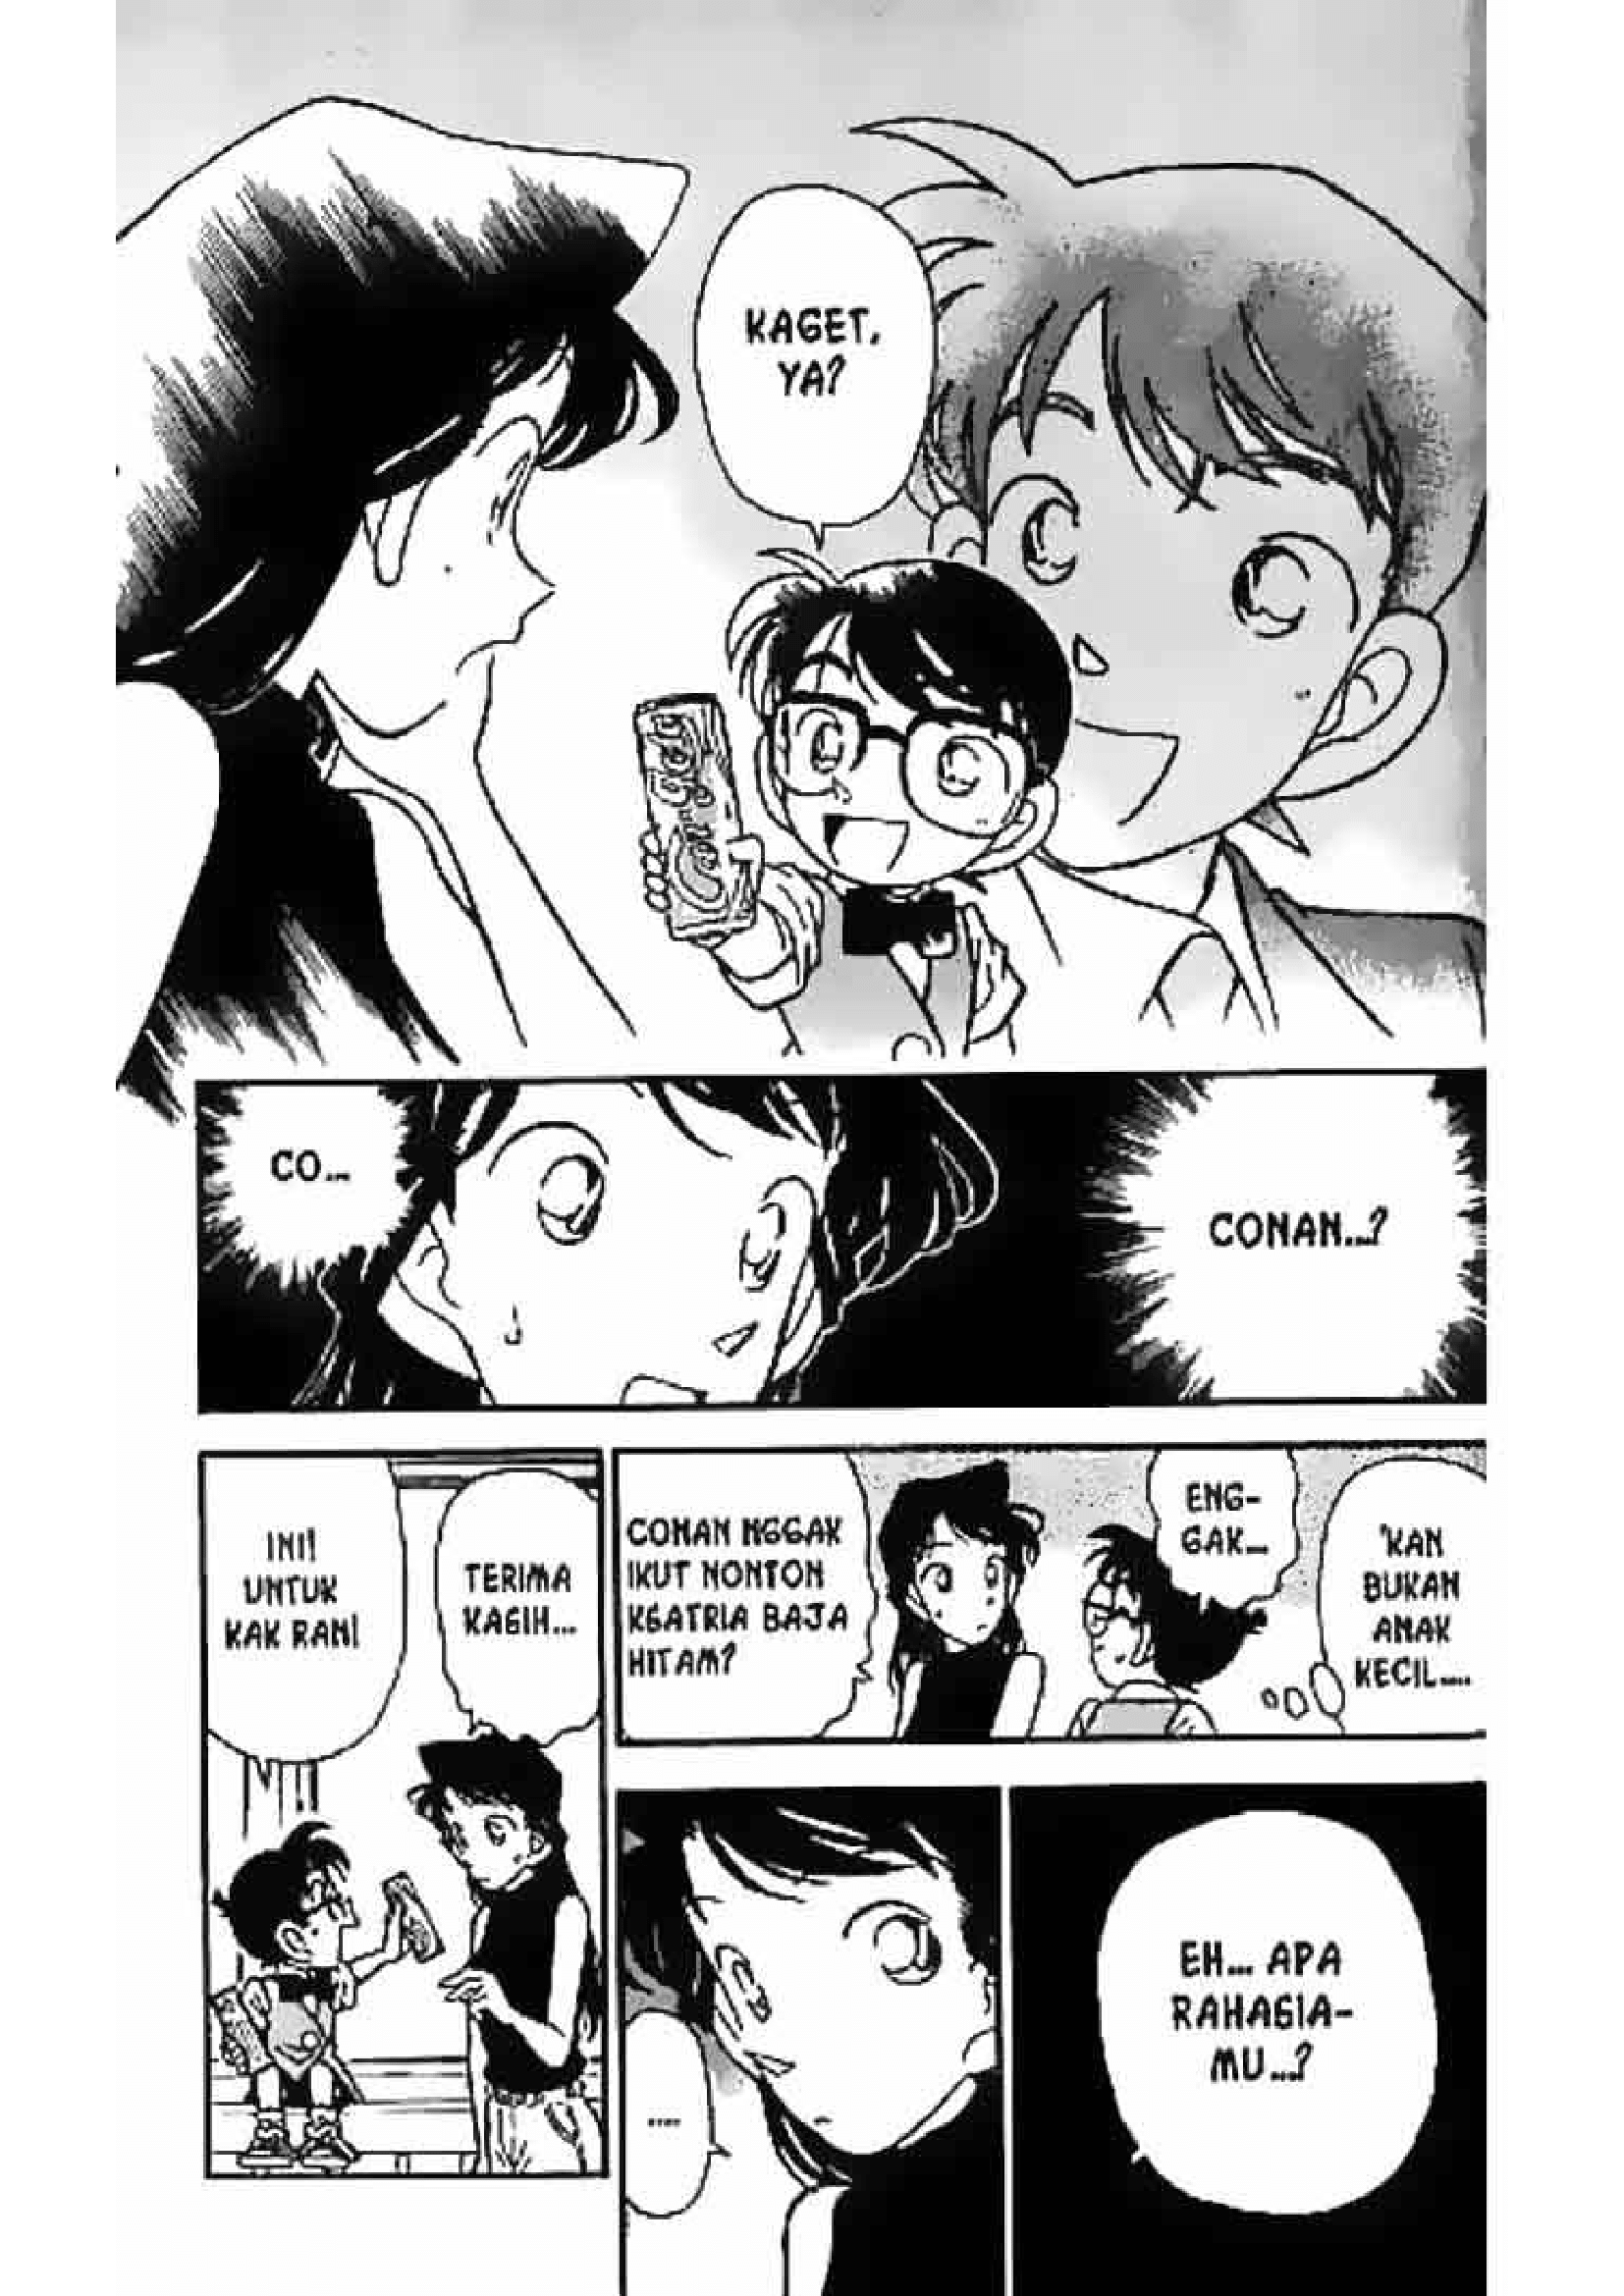 KAGET,
YA?
CO...
CONAN...?
INI!
UNTUK
KAK RAN!
TERIMA
KASIH...
CONAN NGGAK
IKUT NONTON
KSATRIA BAJA
HITAM?
ENG-
GAK...
'KAN
BUKAN
ANAK
KECIL....
....
EH... APA
RAHASIA-
MU...?